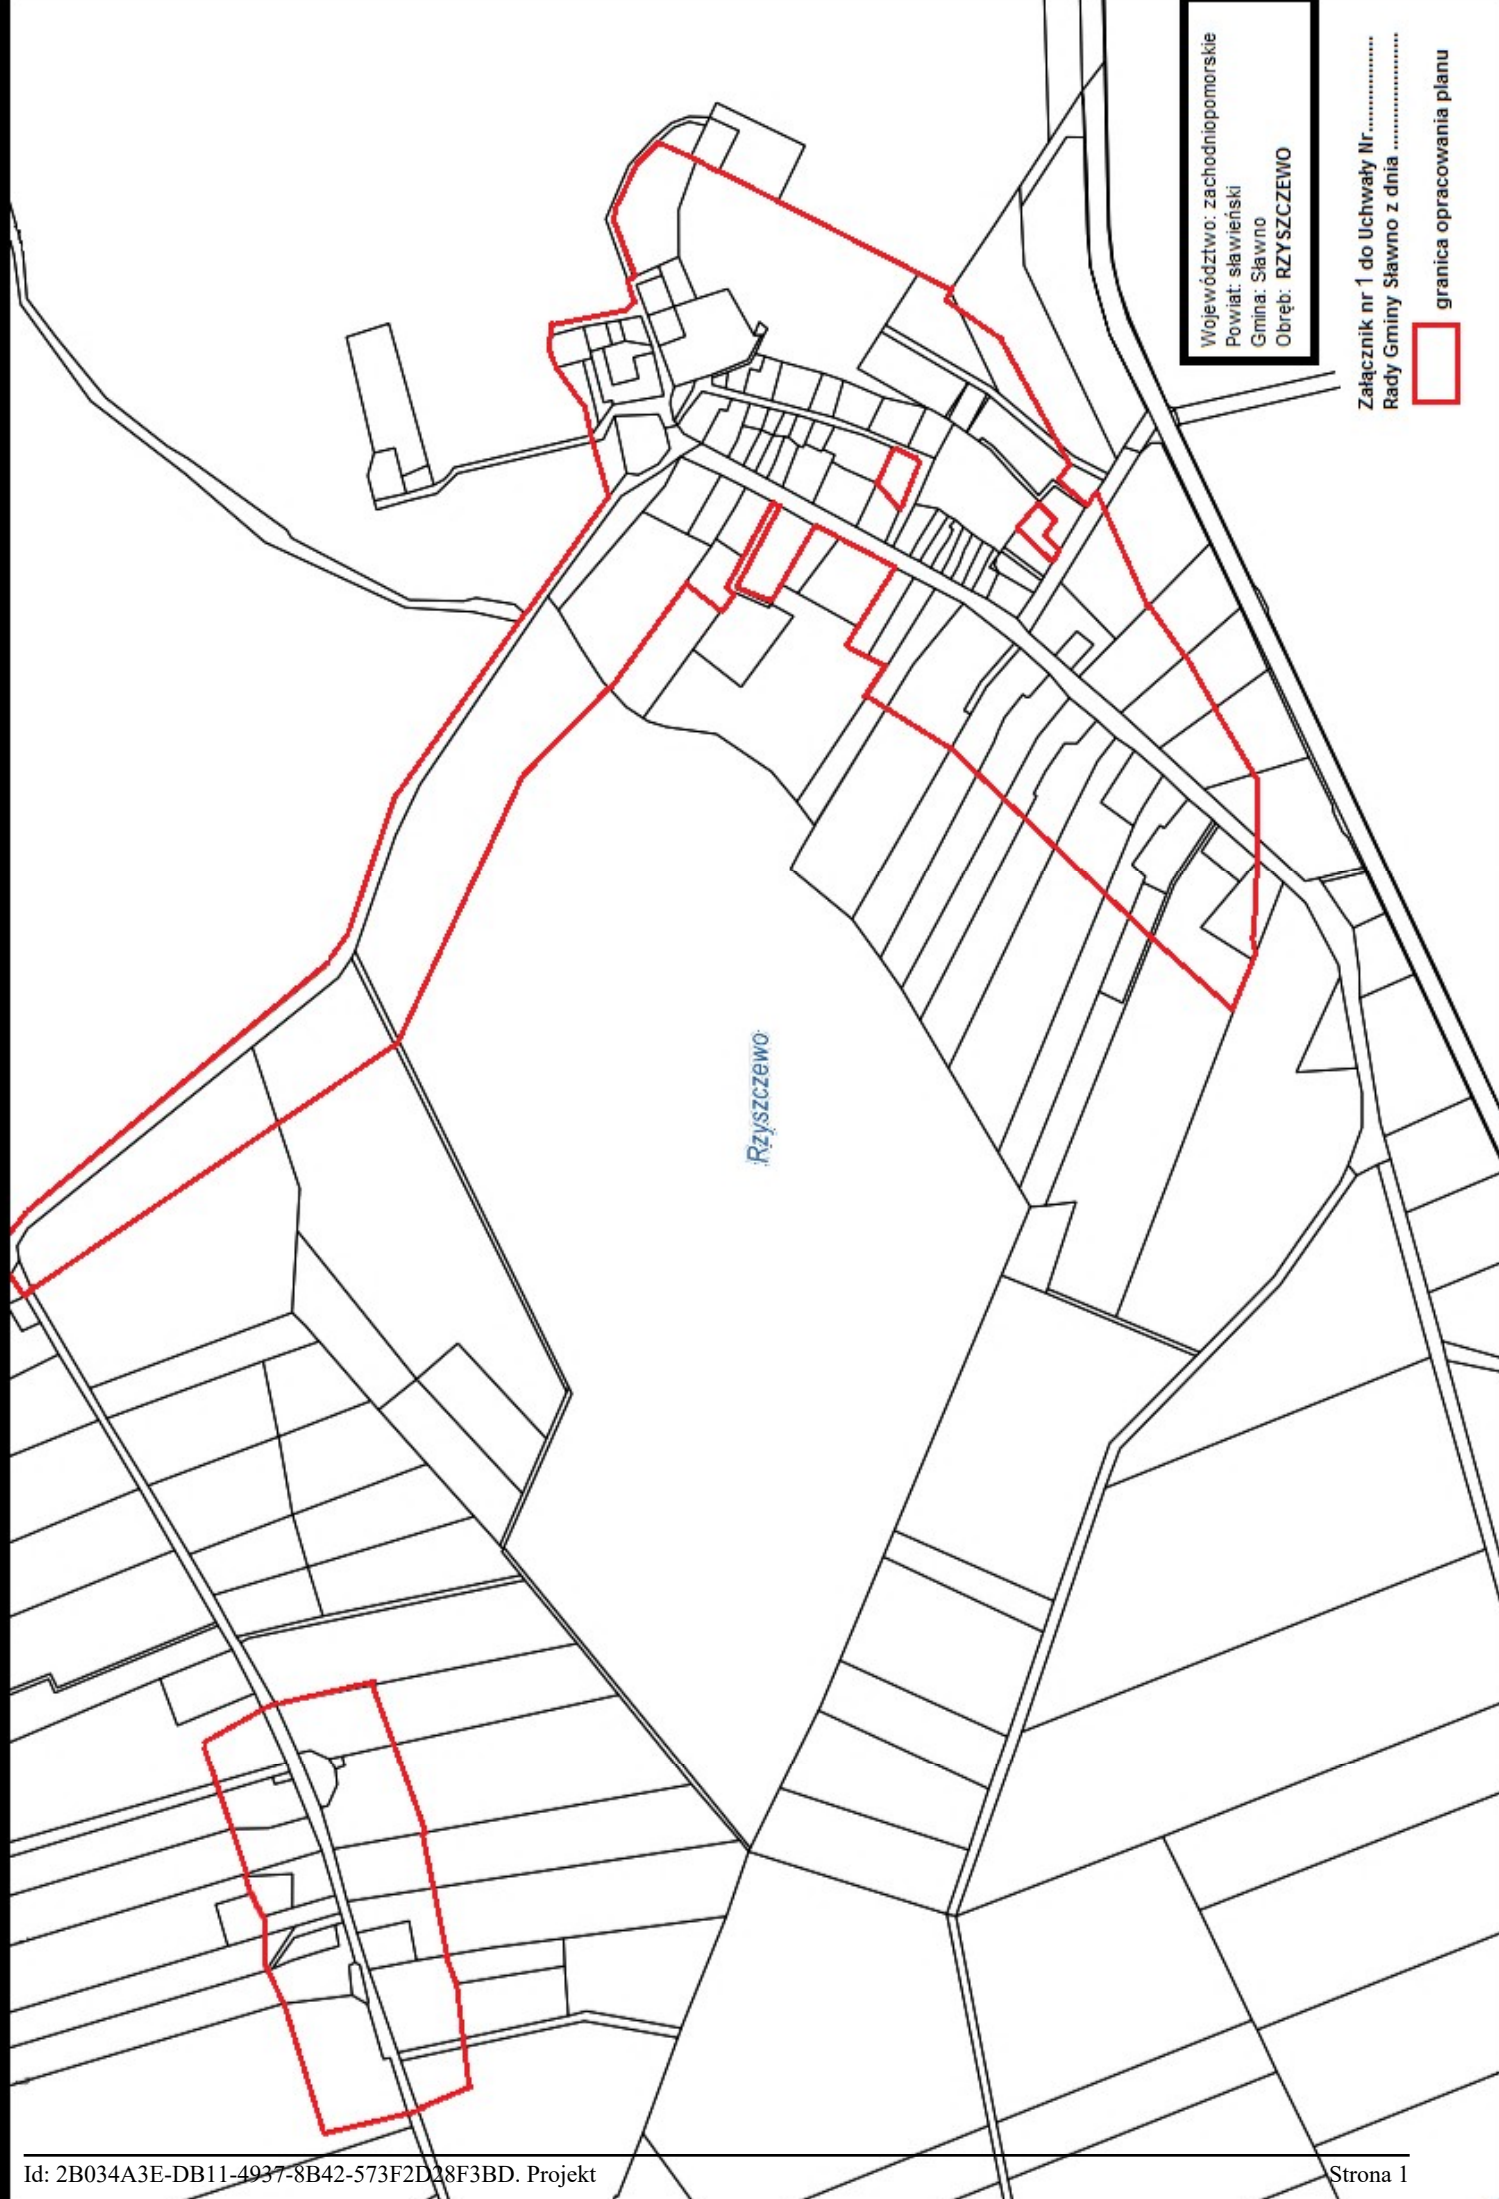 Województwo: zachodniopomorskie
Powiat: sławieński
Gmina: Sławno
Obręb: RZYSZCZEWO
Załącznik nr 1 do Uchwały Nr................
Rady Gminy Sławno z dnia .....................
granica opracowania planu
Rzyszczewo
Id: 2B034A3E-DB11-4937-8B42-573F2D28F3BD. Projekt
Strona 1